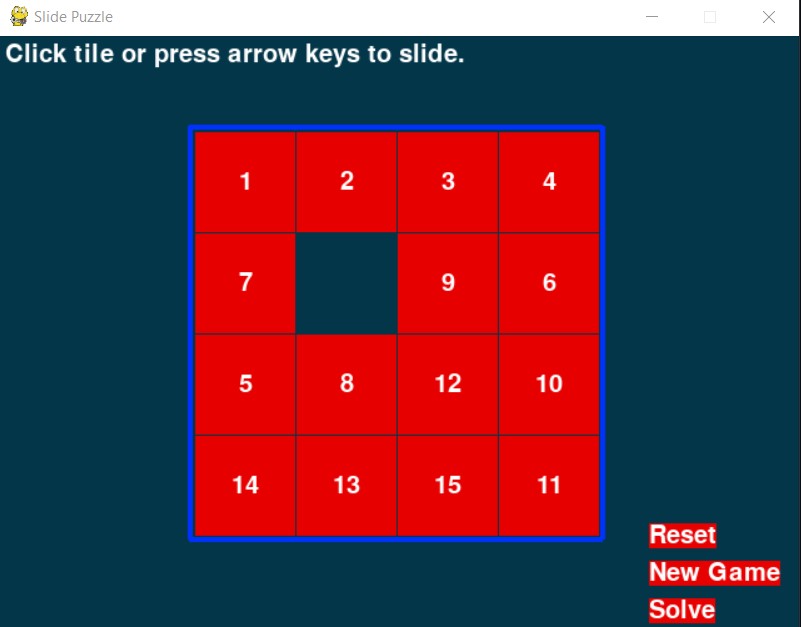 Slide Puzzle
Click tile or press arrow keys to slide.
1 2 3 4
7 9 6
5 8 12 10
14 13 15 11
Reset
New Game
Solve